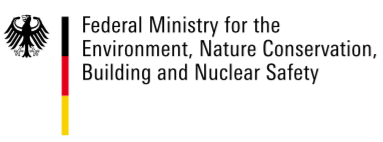 Federal Ministry for the
Environment, Nature Conservation,
Building and Nuclear Safety